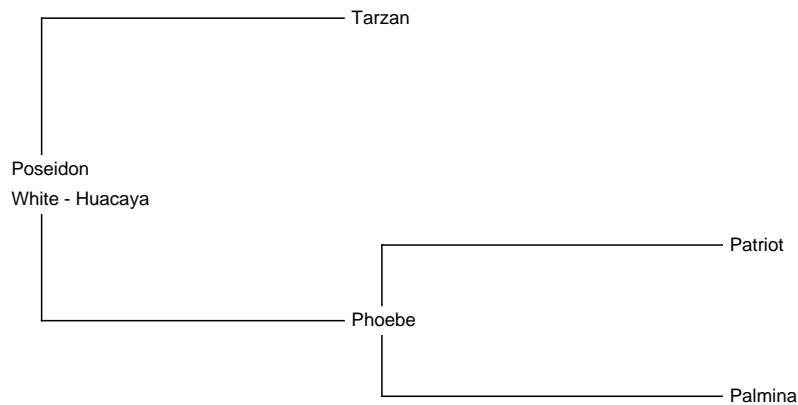 Tarzan
Poseidon
White - Huacaya
Patriot
Phoebe
Palmina